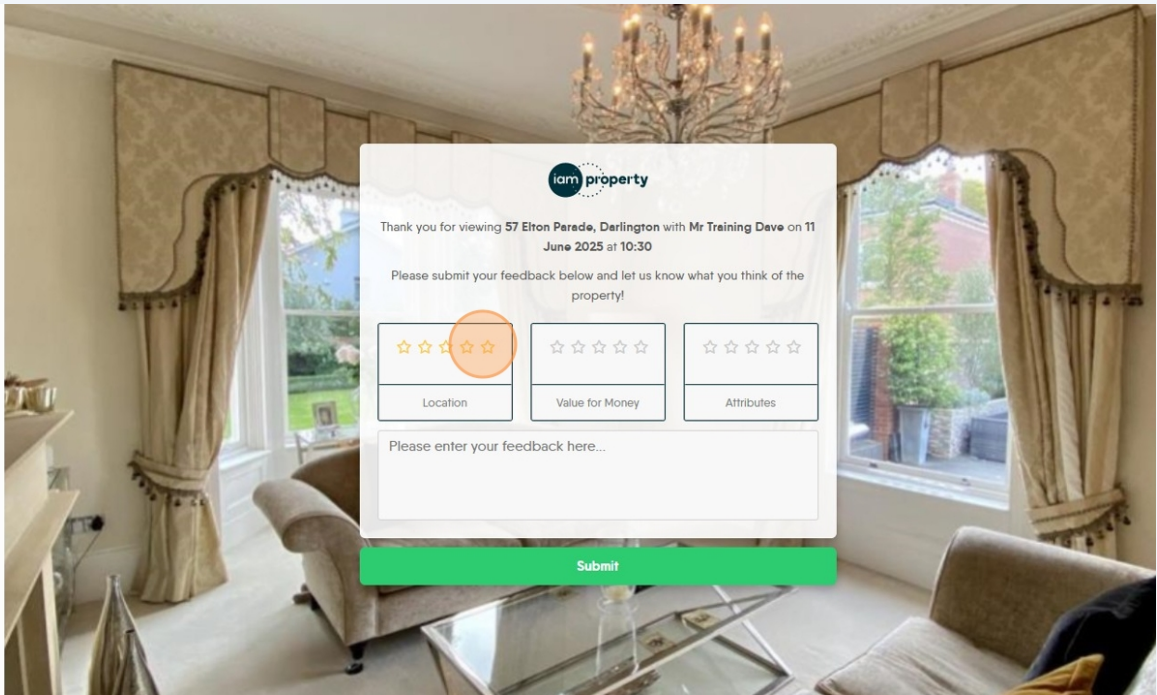 iam property
Thank you for viewing 57 Elton Parade, Darlington with Mr Training Dave on 11
June 2025 at 10:30
Please submit your feedback below and let us know what you think of the
property!
Location
Value for Money
Attributes
Please enter your feedback here...
Submit